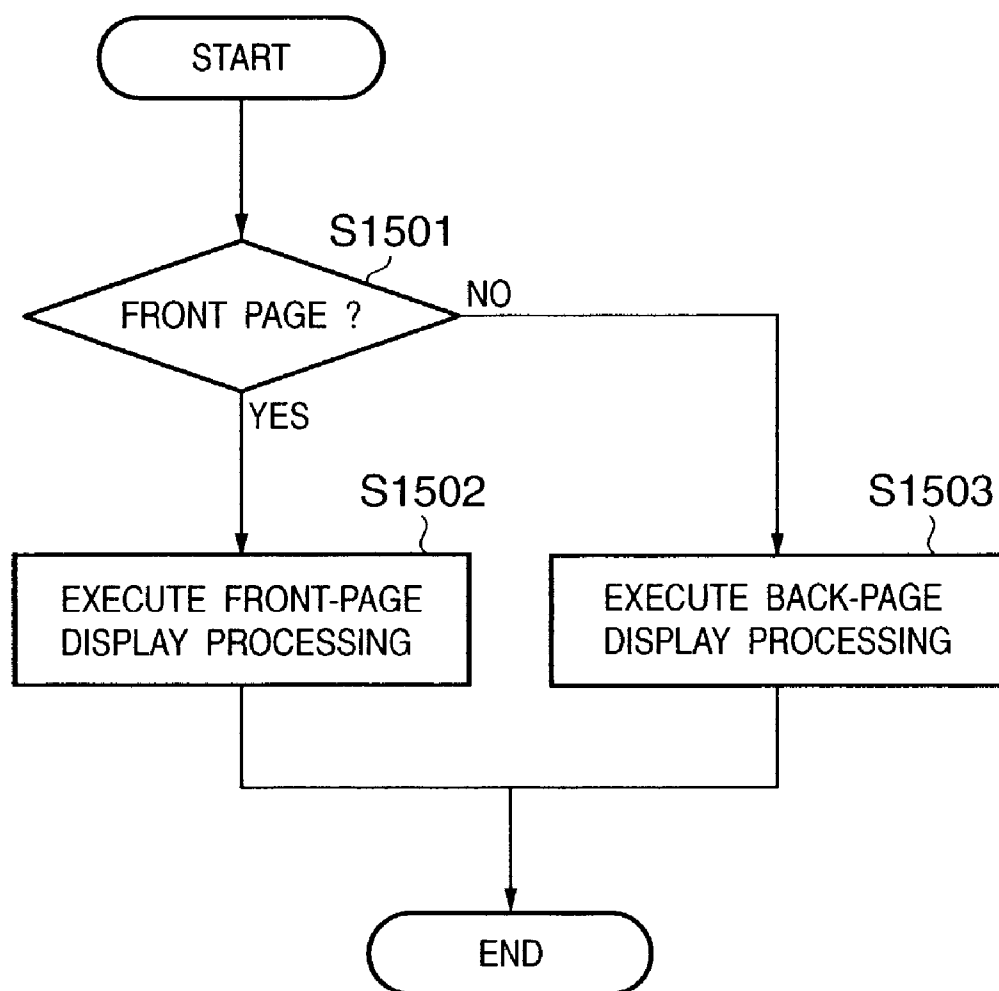 START
S1501
FRONT PAGE ?
NO
YES
S1502
S1503
EXECUTE FRONT-PAGE
DISPLAY PROCESSING
EXECUTE BACK-PAGE
DISPLAY PROCESSING
END